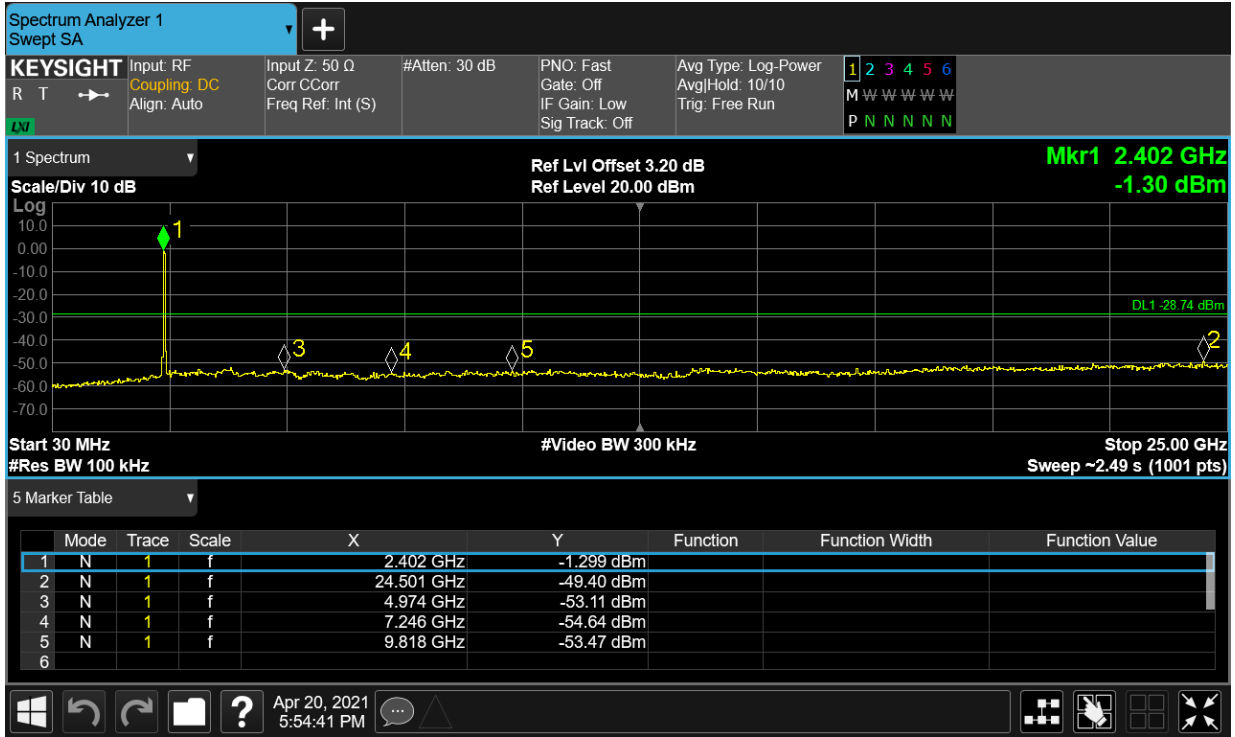 Spectrum Analyzer 1
Swept SA
+
KEYSIGHT Input: RF Input Z: 50 Ω #Atten: 30 dB PNO: Fast Avg Type: Log-Power 1 2 3 4 5 6
R T Coupling: DC Corr CCorr Gate: Off Avg|Hold: 10/10 M W W W W W
Align: Auto Freq Ref: Int (S) IF Gain: Low Trig: Free Run
LXI Sig Track: Off P N N N N N
1 Spectrum
Ref Lvl Offset 3.20 dB Mkr1 2.402 GHz
Scale/Div 10 dB Ref Level 20.00 dBm -1.30 dBm
Log
10.0
0.00
-10.0
-20.0
-30.0
-40.0
-50.0
-60.0
-70.0
1
DL1 -28.74 dBm
3
4
5
2
Start 30 MHz #Video BW 300 kHz Stop 25.00 GHz
#Res BW 100 kHz Sweep ~2.49 s (1001 pts)
5 Marker Table
Mode Trace Scale X Y Function Function Width Function Value
1 N 1 f 2.402 GHz -1.299 dBm
2 N 1 f 24.501 GHz -49.40 dBm
3 N 1 f 4.974 GHz -53.11 dBm
4 N 1 f 7.246 GHz -54.64 dBm
5 N 1 f 9.818 GHz -53.47 dBm
6
? Apr 20, 2021
5:54:41 PM